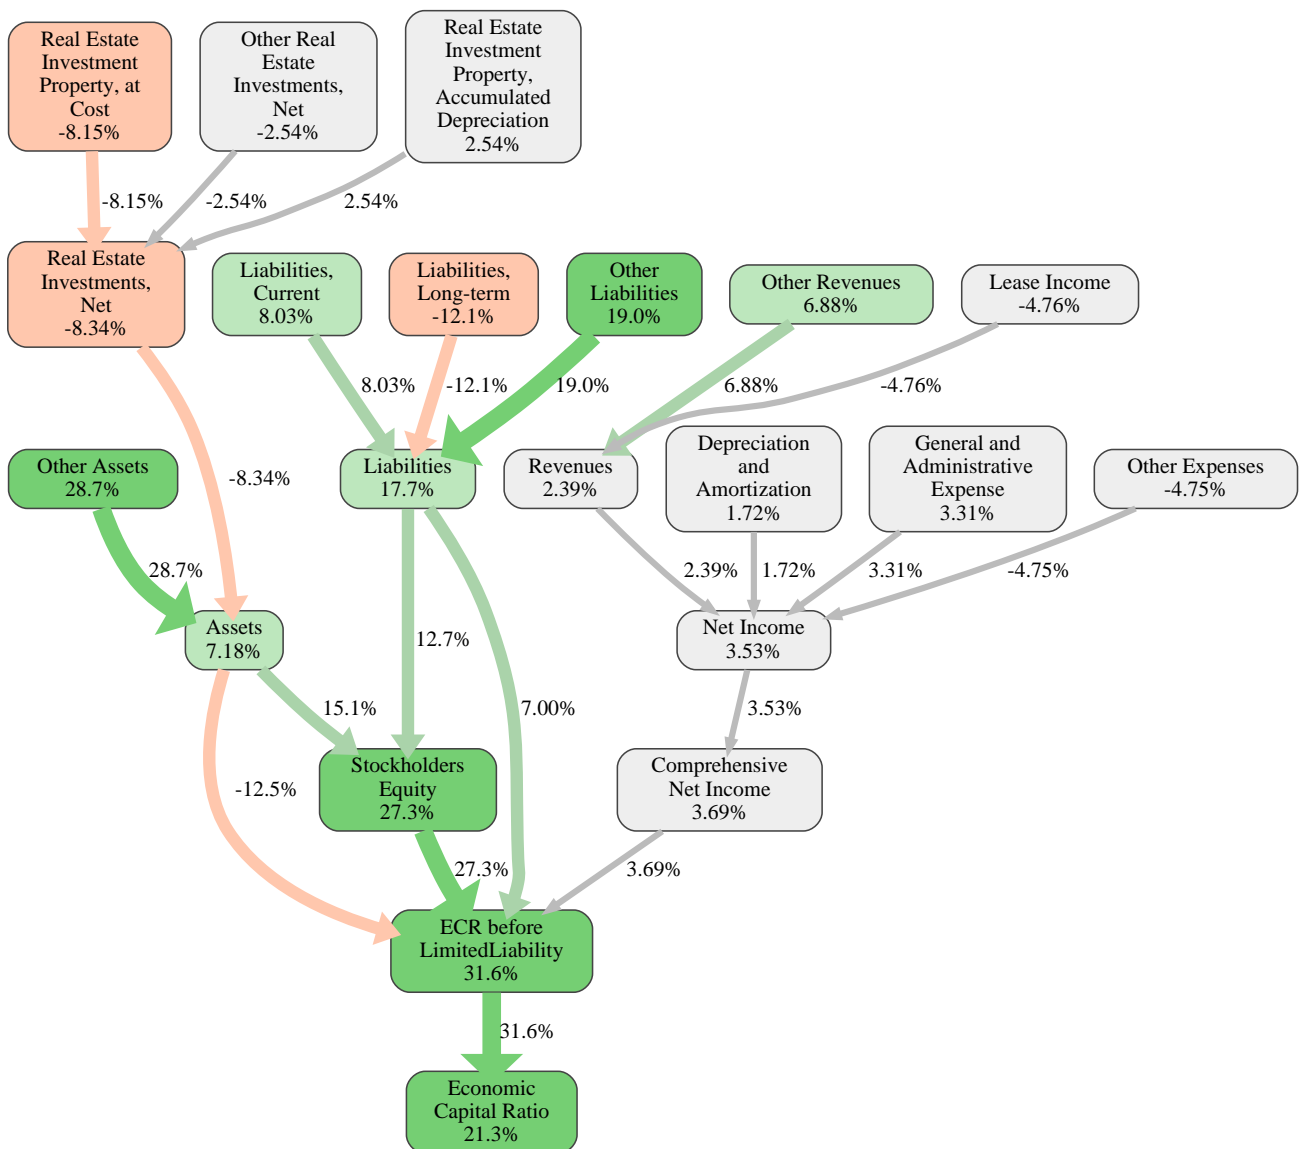 Real Estate
Investment
Property, at
Cost
-8.15%
Other Real
Estate
Investments,
Net
-2.54%
Real Estate
Investment
Property,
Accumulated
Depreciation
2.54%
-8.15%
-2.54%
2.54%
Real Estate
Investments,
Net
-8.34%
Liabilities,
Current
8.03%
Liabilities,
Long-term
-12.1%
Other
Liabilities
19.0%
Other Revenues
6.88%
Lease Income
-4.76%
8.03%
-12.1%
19.0%
6.88%
-4.76%
Other Assets
28.7%
-8.34%
Liabilities
17.7%
Revenues
2.39%
Depreciation
and
Amortization
1.72%
General and
Administrative
Expense
3.31%
Other Expenses
-4.75%
28.7%
2.39%
1.72%
3.31%
-4.75%
Assets
7.18%
12.7%
Net Income
3.53%
15.1%
7.00%
3.53%
-12.5%
Stockholders
Equity
27.3%
Comprehensive
Net Income
3.69%
27.3%
3.69%
ECR before
LimitedLiability
31.6%
31.6%
Economic
Capital Ratio
21.3%